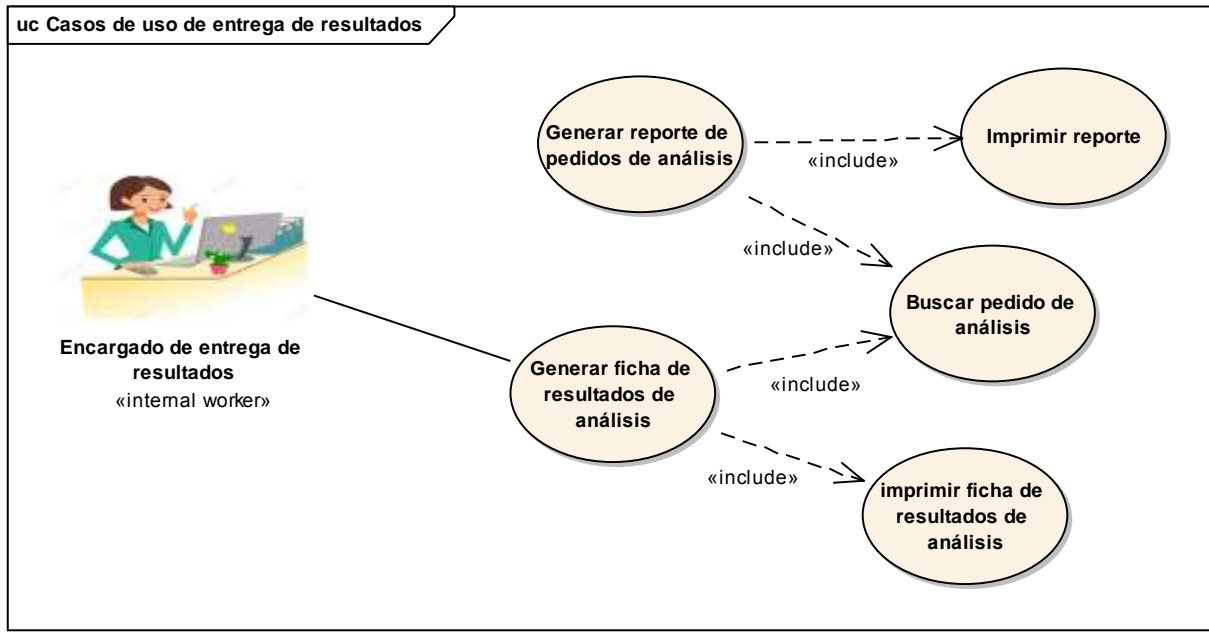 uc Casos de uso de entrega de resultados
Generar reporte de
pedidos de análisis
«include»
Imprimir reporte
«include»
Buscar pedido de
análisis
Encargado de entrega de
resultados
«internal worker»
Generar ficha de
resultados de
análisis
«include»
«include»
imprimir ficha de
resultados de
análisis